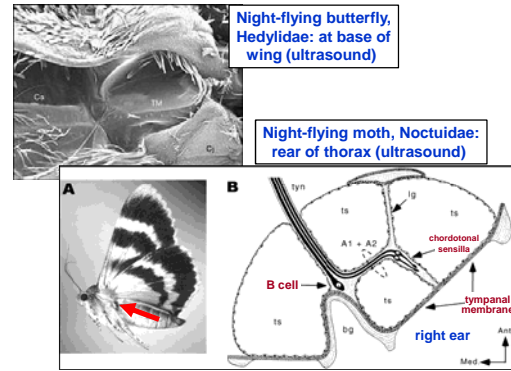 Night-flying butterfly,
Hedylidae: at base of
wing (ultrasound)
Ca
TM
Cj
Night-flying moth, Noctuidae:
rear of thorax (ultrasound)
A
B
tyn
lg
ts
ts
A1 + A2
chordotonal
sensilla
B cell
ts
tympanal
membrane
ts
bg
right ear
Ant.
Med.